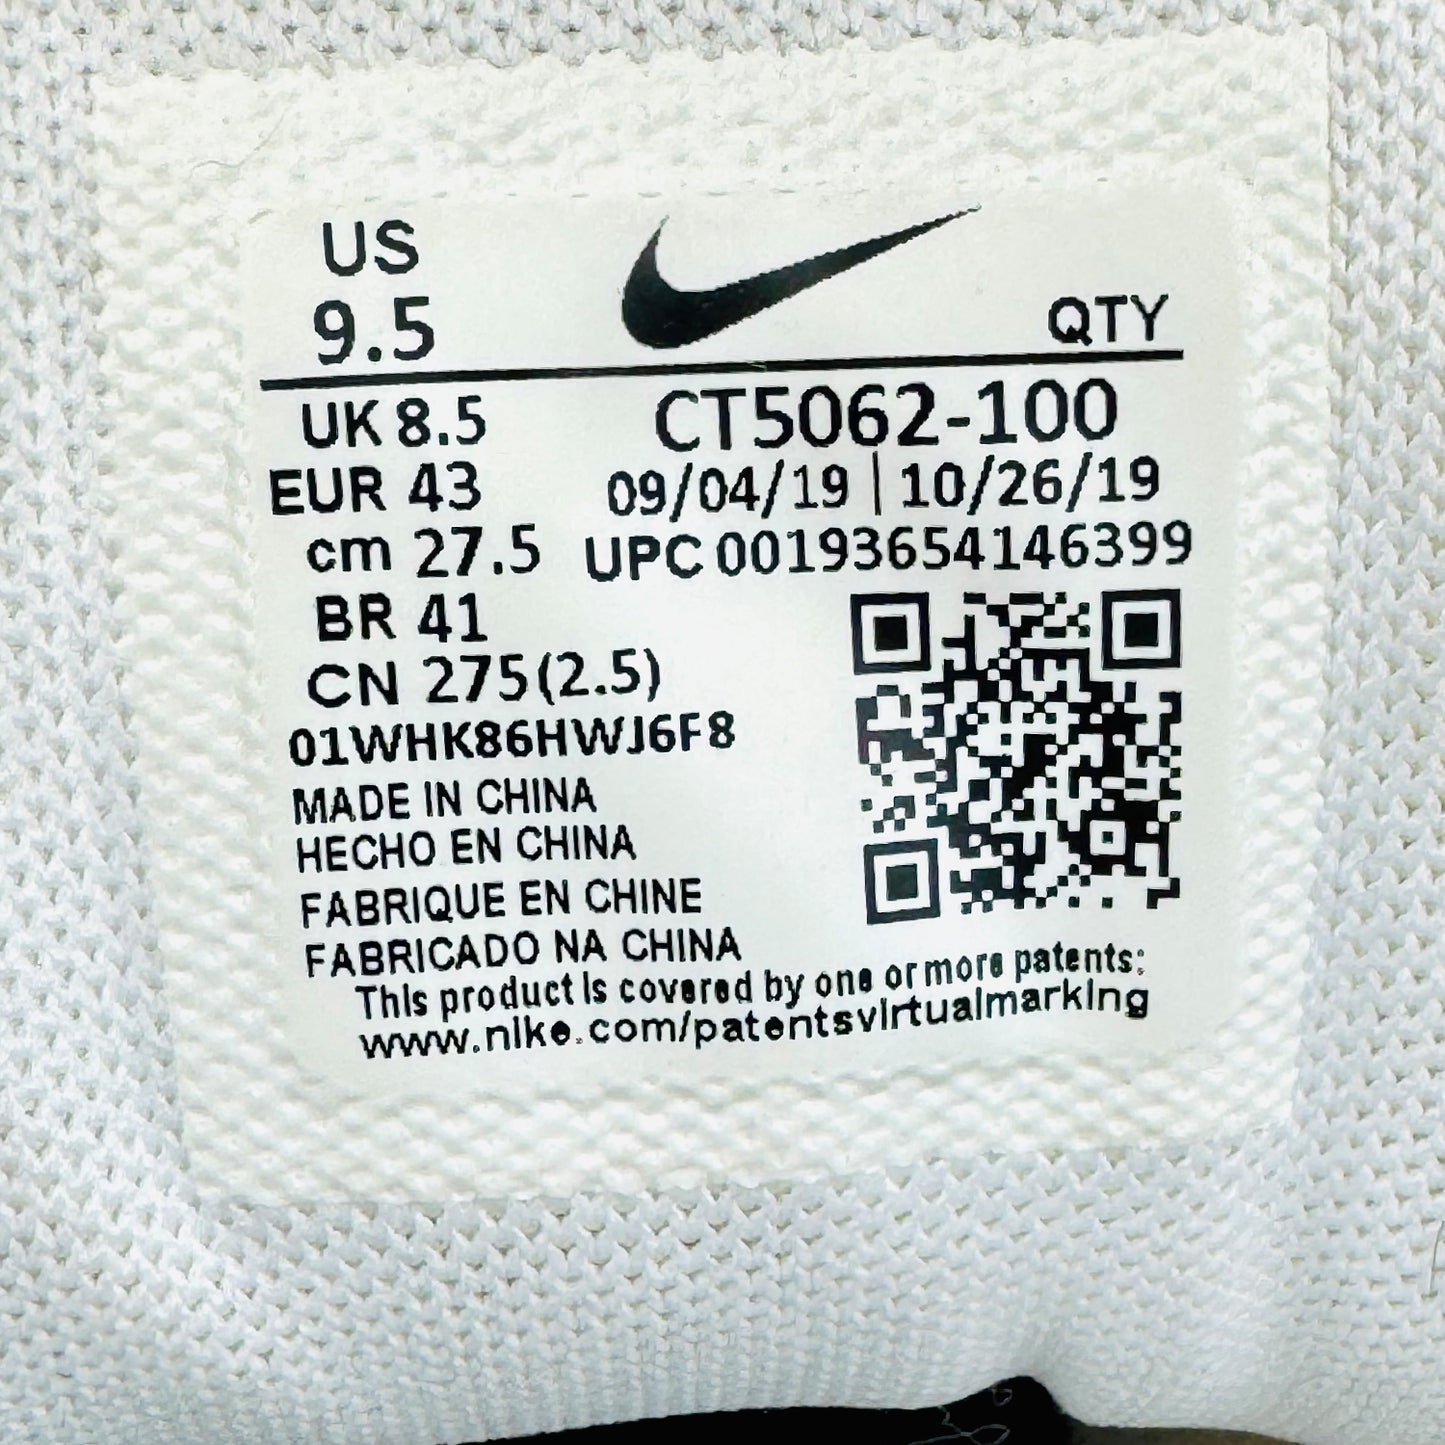 US
9.5
QTY
UK 8.5
CT5062-100
EUR 43
09/04/19 | 10/26/19
cm 27.5
UPC 00193654146399
BR 41
CN 275(2.5)
01WHK86HWJ6F8
MADE IN CHINA
HECHO EN CHINA
FABRIQUE EN CHINE
FABRICADO NA CHINA
This product is covered by one or more patents:
www.nike.com/patentsvirtualmarking